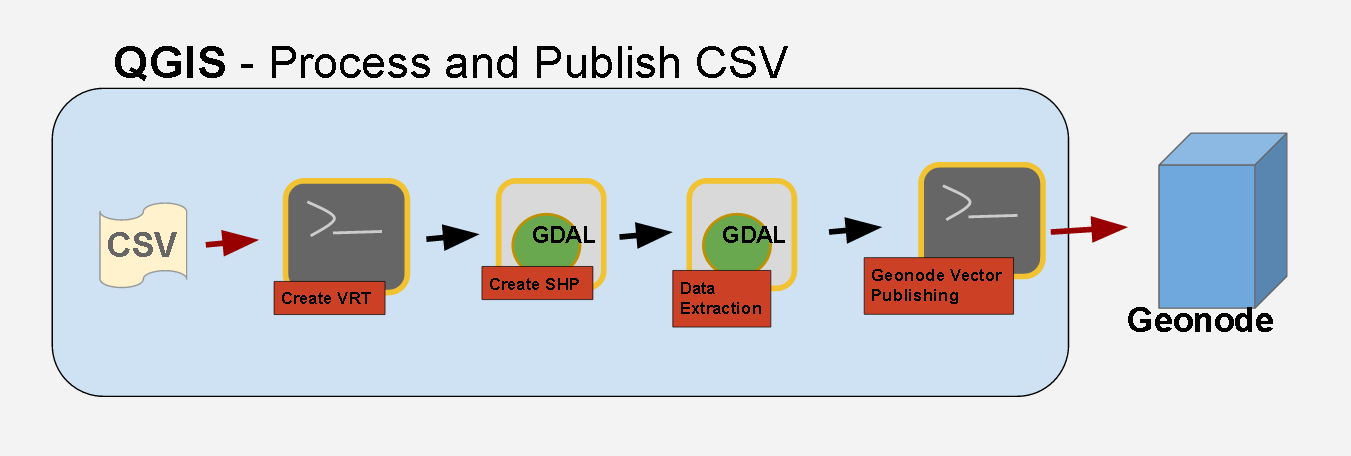 QGIS - Process and Publish CSV
CSV
>_
Create VRT
GDAL
Create SHP
GDAL
Data
Extraction
>_
Geonode Vector
Publishing
Geonode